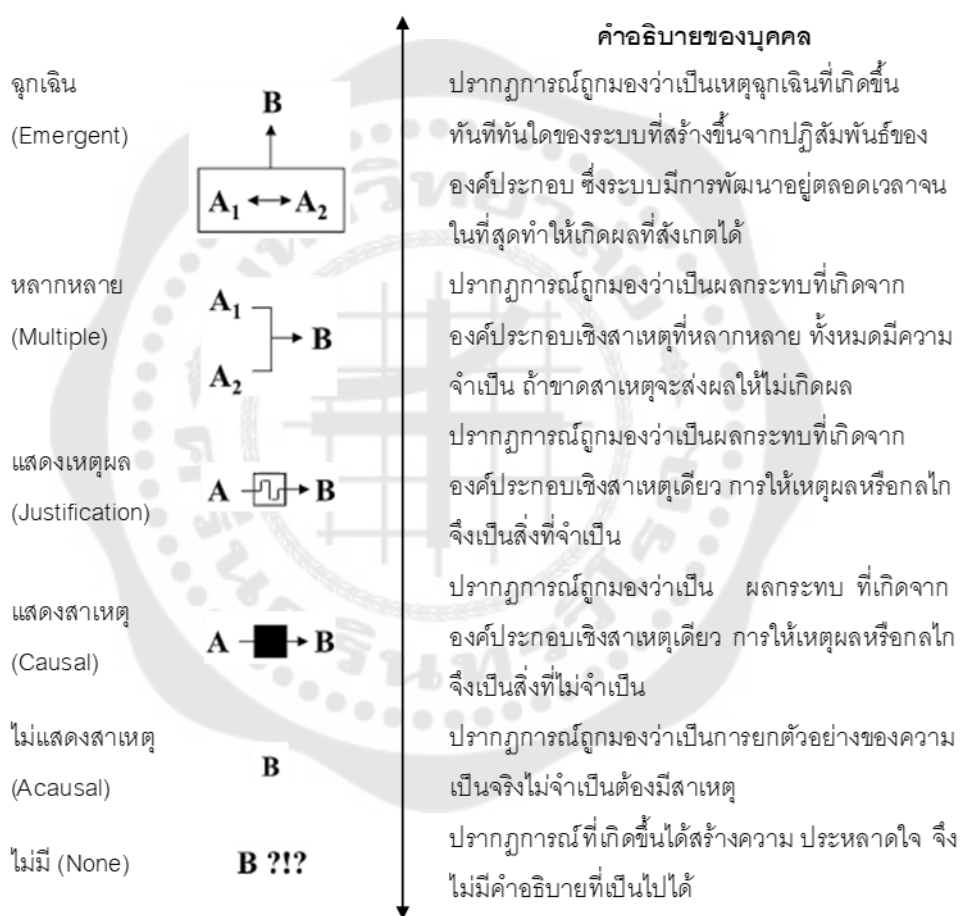 คำอธิบายของบุคคล
ฉุกเฉิน
(Emergent)
B
A1 A2
ปรากฏการณ์ถูกมองว่าเป็นเหตุฉุกเฉินที่เกิดขึ้น
ทันทีทันใดของระบบที่สร้างขึ้นจากปฏิสัมพันธ์ของ
องค์ประกอบ ซึ่งระบบมีการพัฒนาอยู่ตลอดเวลาจน
ในที่สุดทำให้เกิดผลที่สังเกตได้
หลากหลาย
(Multiple)
A1
B
A2
ปรากฏการณ์ถูกมองว่าเป็นผลกระทบที่เกิดจาก
องค์ประกอบเชิงสาเหตุที่หลากหลาย ทั้งหมดมีความ
จำเป็น ถ้าขาดสาเหตุจะส่งผลให้ไม่เกิดผล
แสดงเหตุผล
(Justification)
A B
ปรากฏการณ์ถูกมองว่าเป็นผลกระทบที่เกิดจาก
องค์ประกอบเชิงสาเหตุเดียว การให้เหตุผลหรือกลไก
จึงเป็นสิ่งที่จำเป็น
แสดงสาเหตุ
(Causal)
A B
ปรากฏการณ์ถูกมองว่าเป็น ผลกระทบ ที่เกิดจาก
องค์ประกอบเชิงสาเหตุเดียว การให้เหตุผลหรือกลไก
จึงเป็นสิ่งที่ไม่จำเป็น
ไม่แสดงสาเหตุ
(Acausal)
B
ปรากฏการณ์ถูกมองว่าเป็นการยกตัวอย่างของความ
เป็นจริงไม่จำเป็นต้องมีสาเหตุ
ไม่มี (None)
B ?!?
ปรากฏการณ์ที่เกิดขึ้นได้สร้างความ ประหลาดใจ จึง
ไม่มีคำอธิบายที่เป็นไปได้